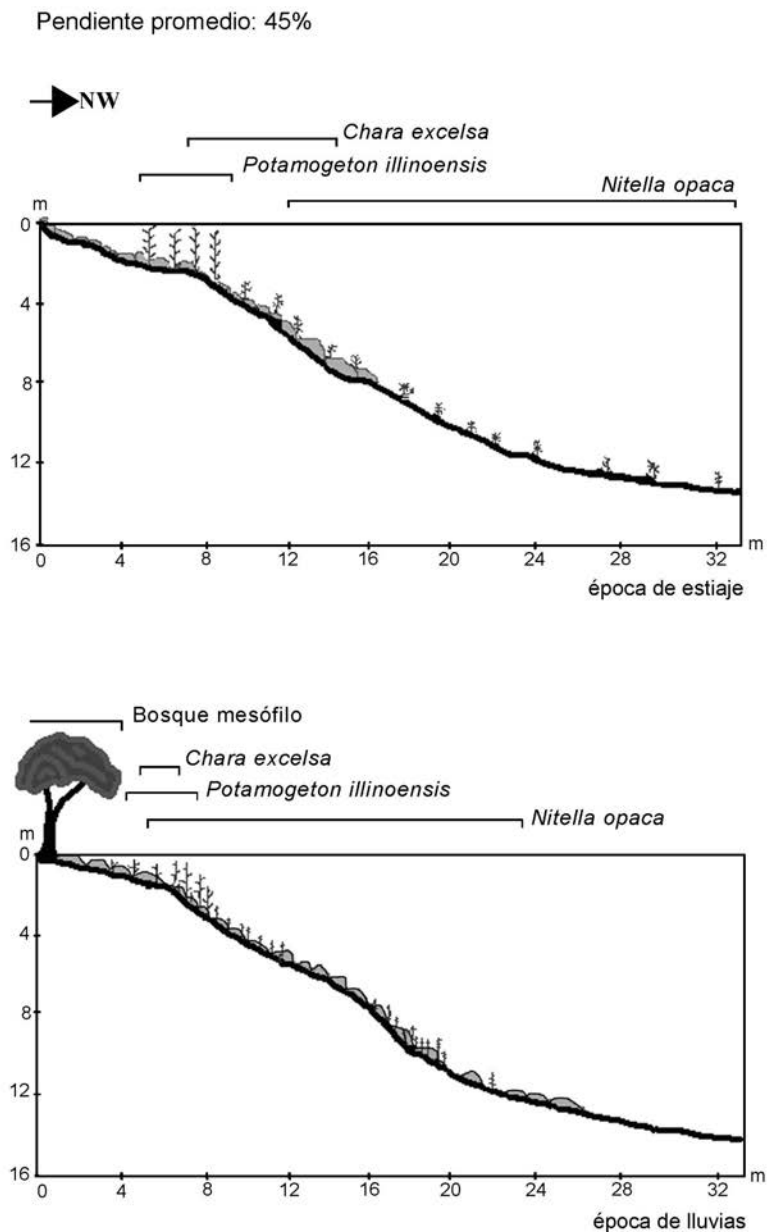 Pendiente promedio: 45%
NW
Chara excelsa
Potamogeton illinoensis
Nitella opaca
m
0
4
8
12
16
0 4 8 12 16 20 24 28 32 m
época de estiaje
Bosque mesófilo
Chara excelsa
Potamogeton illinoensis
Nitella opaca
m
0
4
8
12
16
0 4 8 12 16 20 24 28 32 m
época de lluvias